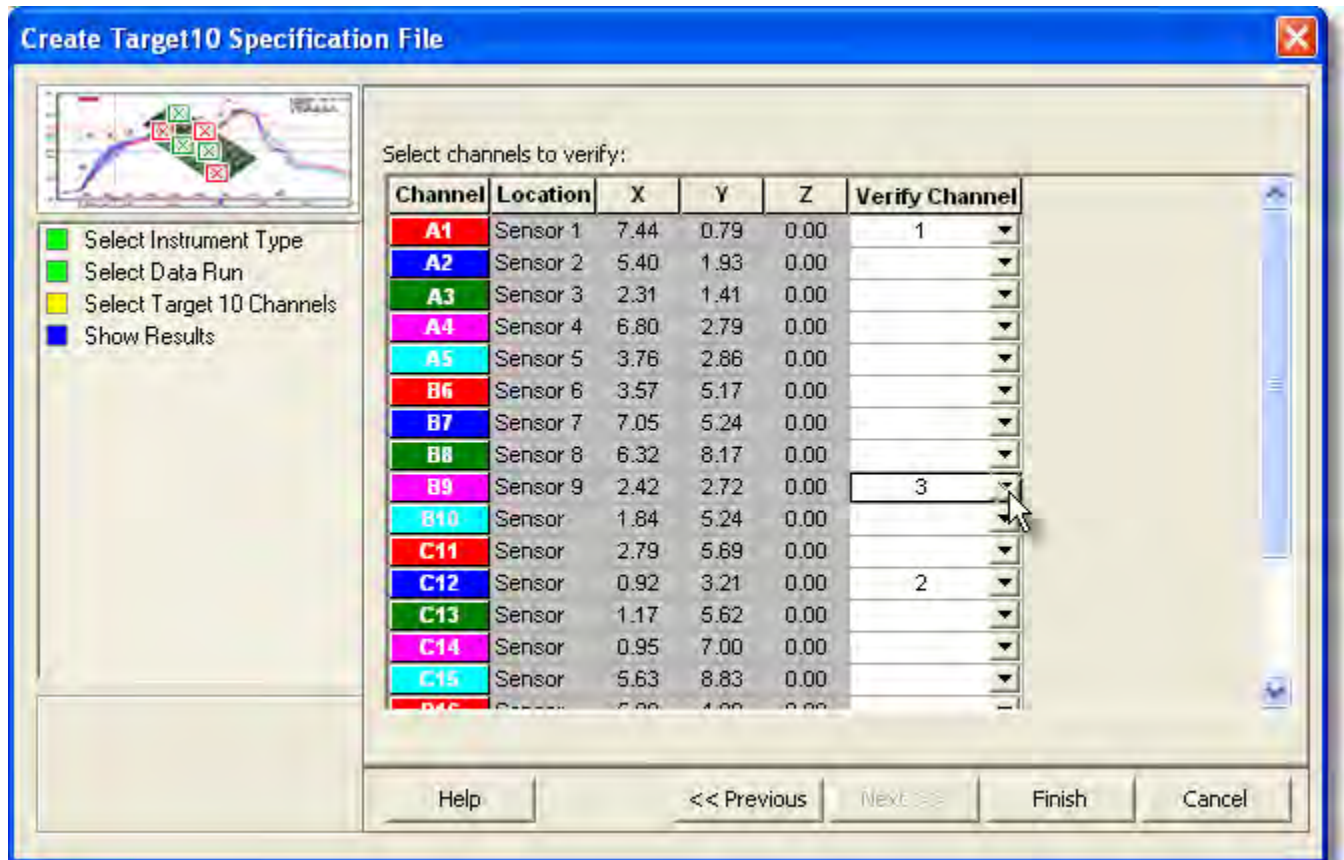 Create Target10 Specification File
Select Instrument Type
Select Data Run
Select Target 10 Channels
Show Results
Select channels to verify:
Channel Location X Y Z Verify Channel
A1 Sensor 1 7.44 0.79 0.00 1
A2 Sensor 2 5.40 1.93 0.00
A3 Sensor 3 2.31 1.41 0.00
A4 Sensor 4 6.80 2.79 0.00
A5 Sensor 5 3.76 2.86 0.00
B6 Sensor 6 3.57 5.17 0.00
B7 Sensor 7 7.05 5.24 0.00
B8 Sensor 8 6.32 8.17 0.00
B9 Sensor 9 2.42 2.72 0.00 3
B10 Sensor 1.84 5.24 0.00
C11 Sensor 2.79 5.69 0.00
C12 Sensor 0.92 3.21 0.00 2
C13 Sensor 1.17 5.62 0.00
C14 Sensor 0.95 7.00 0.00
C15 Sensor 5.63 8.83 0.00
Help << Previous Next >> Finish Cancel